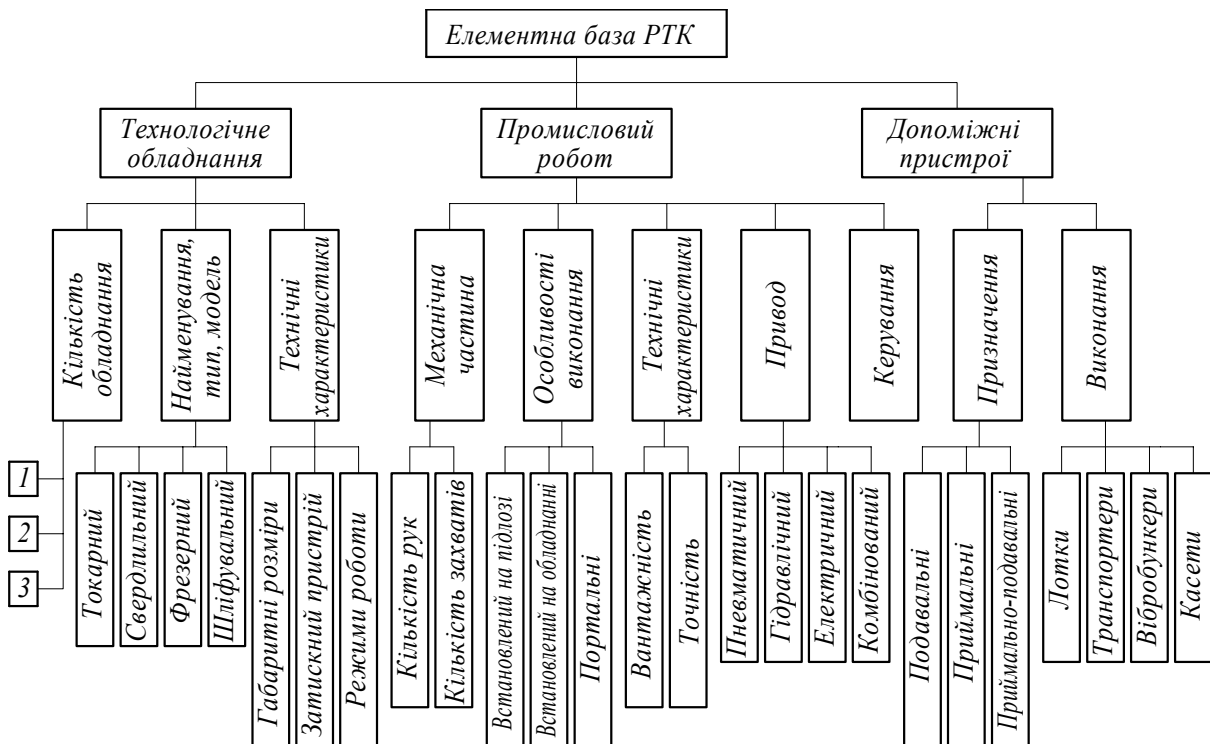 Елементна база РТК
Технологічне
обладнання
Промисловий
робот
Допоміжні
пристрої
Кількість
обладнання
Найменування,
тип, модель
Технічні
характеристики
Механічна
частина
Особливості
виконання
Технічні
характеристики
Привод
Керування
Призначення
Виконання
1
2
3
Токарний
Свердлильний
Фрезерний
Шліфувальний
Габаритні розміри
Затискний пристрій
Режими роботи
Кількість рук
Кількість захватів
Встановлений на підлозі
Встановлений на обладнанні
Портальні
Вантажність
Точність
Пневматичний
Гідравлічний
Електричний
Комбінований
Подавальні
Приймальні
Приймально-подавальні
Лотки
Транспортери
Вібробункери
Касети